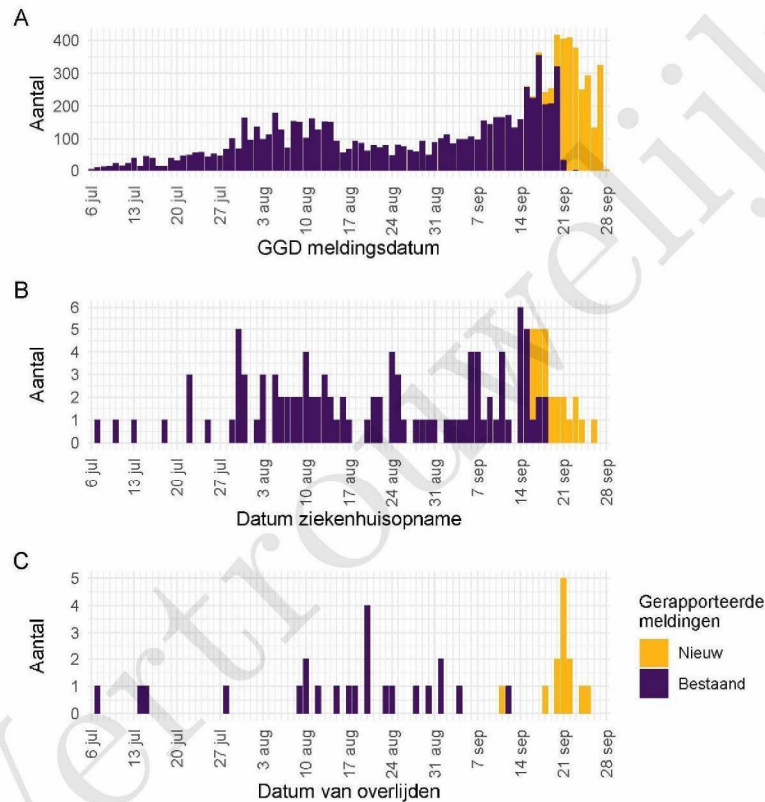 A
Aantal
400
300
200
100
0
6 jul
13 jul
20 jul
27 jul
3 aug
10 aug
17 aug
24 aug
31 aug
7 sep
14 sep
21 sep
28 sep
GGD meldingsdatum
B
Aantal
6
5
4
3
2
1
0
6 jul
13 jul
20 jul
27 jul
3 aug
10 aug
17 aug
24 aug
31 aug
7 sep
14 sep
21 sep
28 sep
Datum ziekenhuisopname
C
Aantal
5
4
3
2
1
0
6 jul
13 jul
20 jul
27 jul
3 aug
10 aug
17 aug
24 aug
31 aug
7 sep
14 sep
21 sep
28 sep
Datum van overlijden
Gerapporteerde
meldingen
Nieuw
Bestaand
Vertrouwelijk